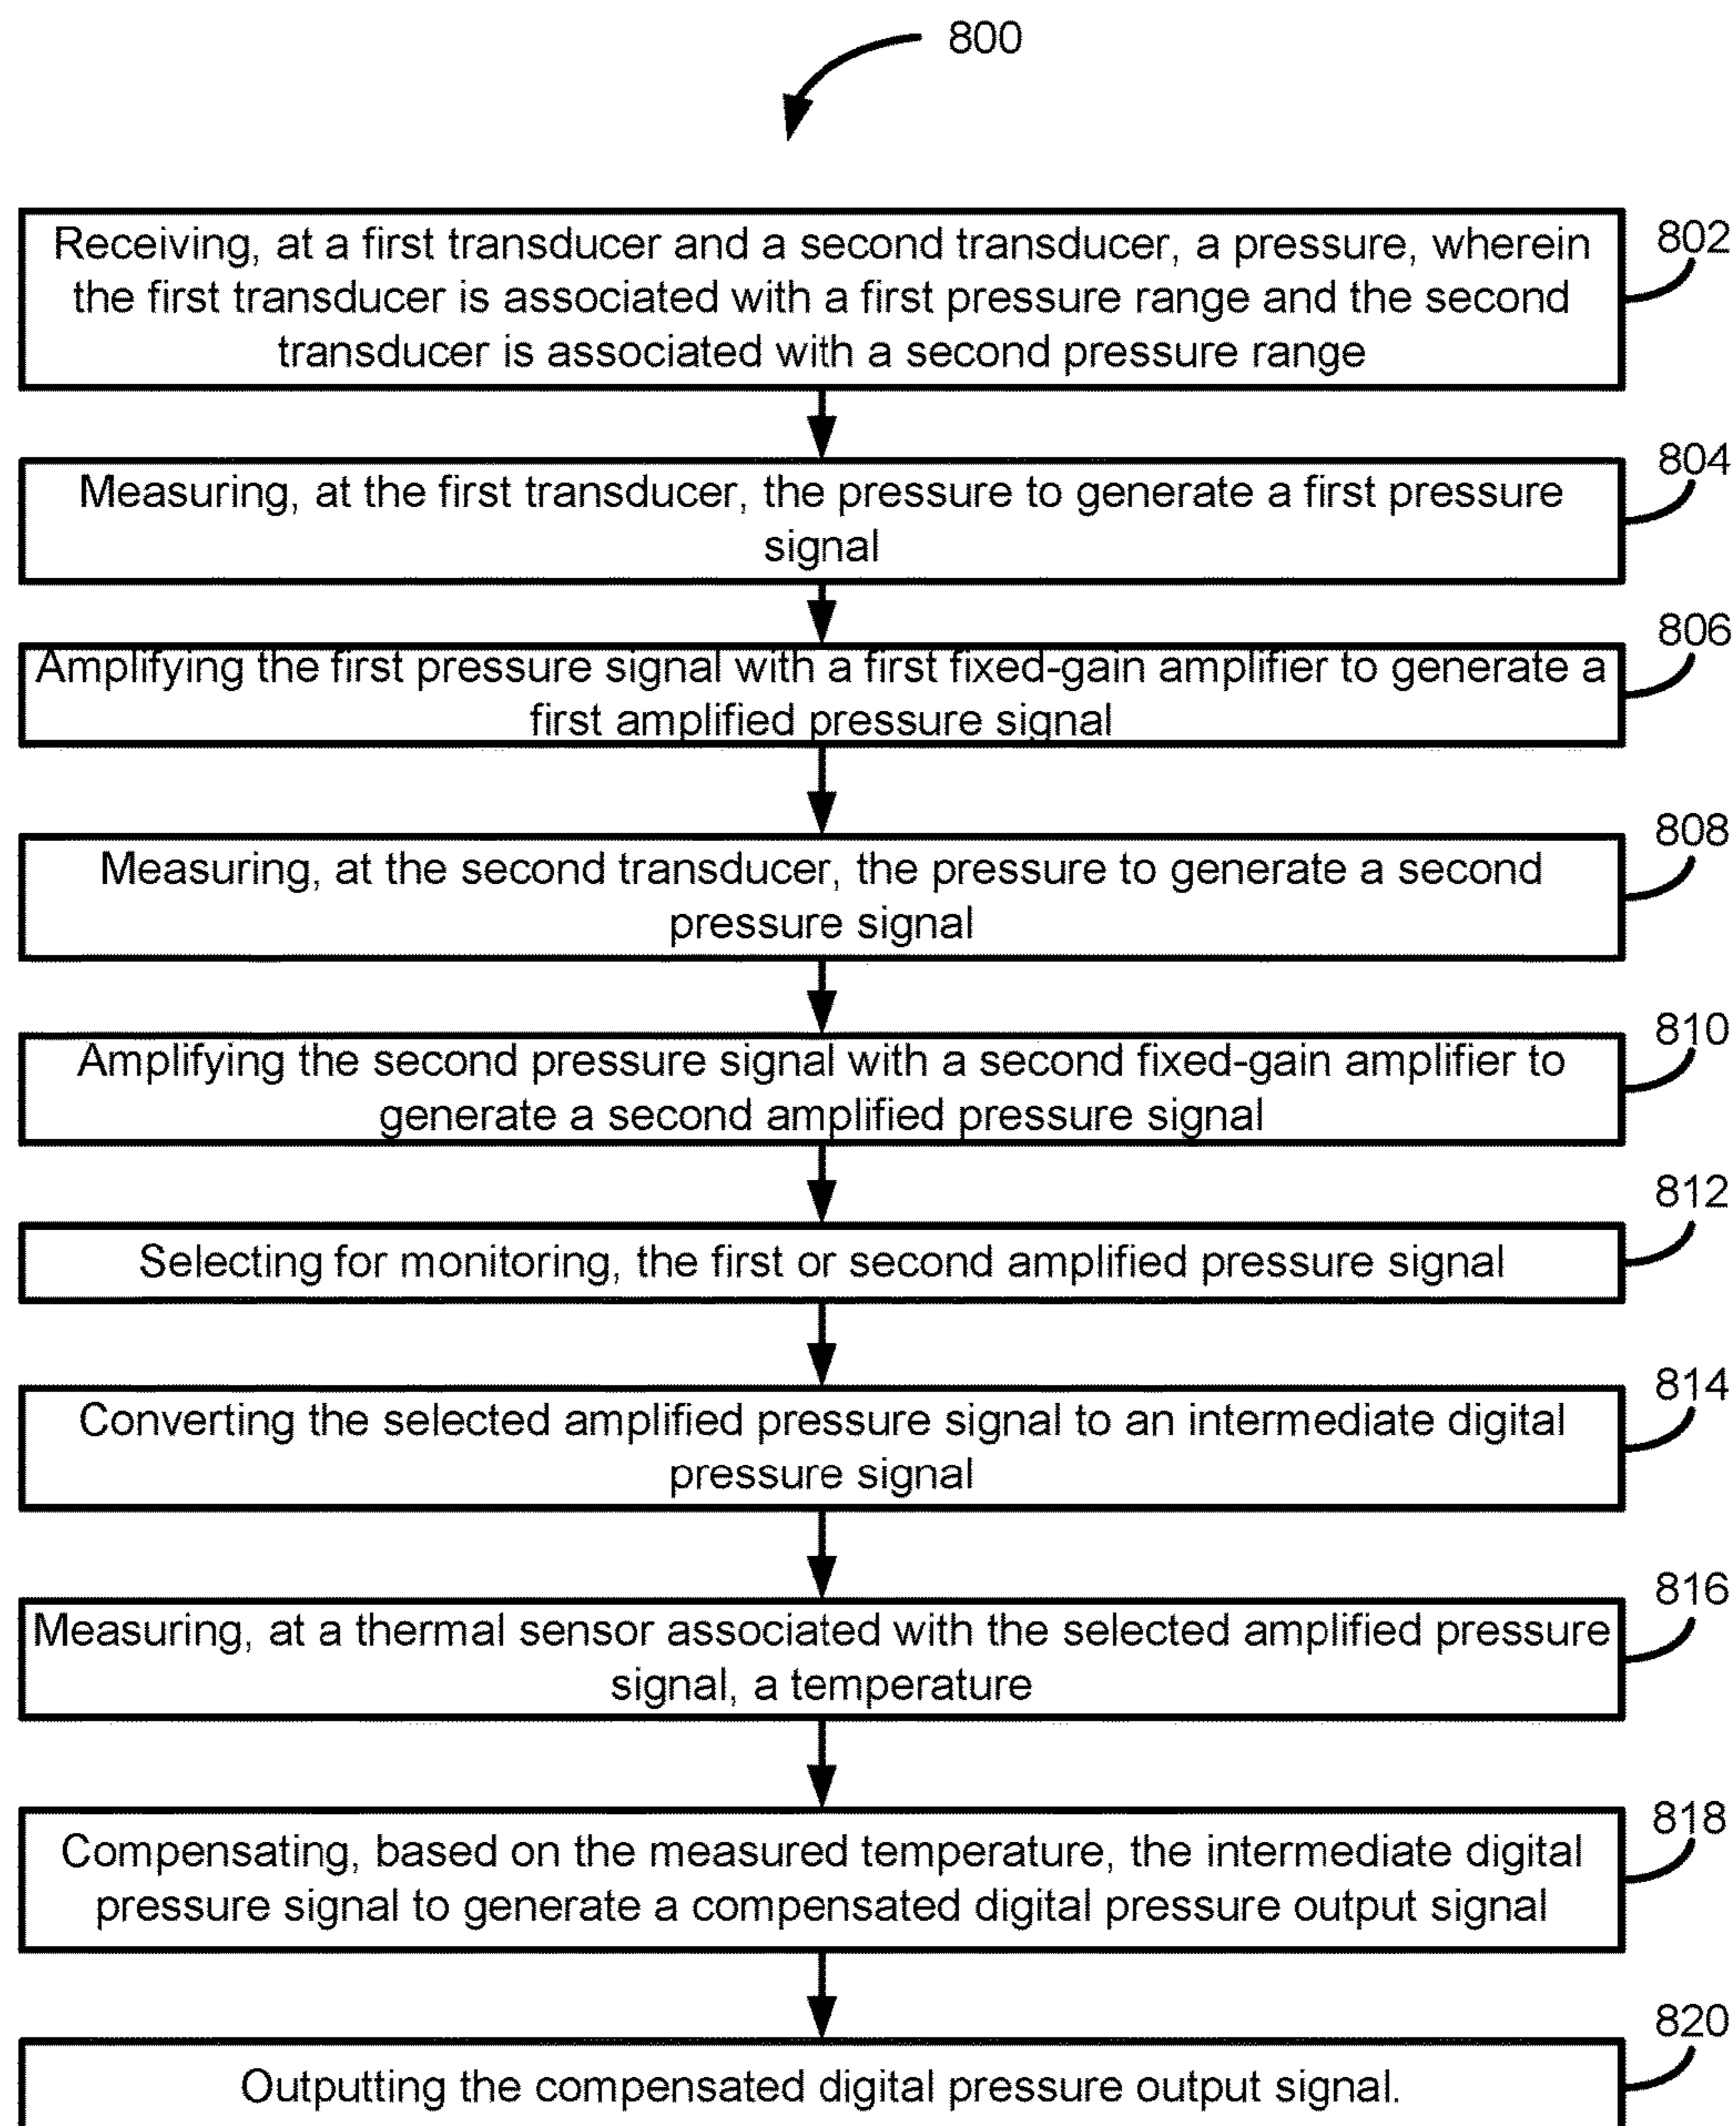 800
Receiving, at a first transducer and a second transducer, a pressure, wherein
the first transducer is associated with a first pressure range and the second
transducer is associated with a second pressure range
802
Measuring, at the first transducer, the pressure to generate a first pressure
signal
804
Amplifying the first pressure signal with a first fixed-gain amplifier to generate a
first amplified pressure signal
806
Measuring, at the second transducer, the pressure to generate a second
pressure signal
808
Amplifying the second pressure signal with a second fixed-gain amplifier to
generate a second amplified pressure signal
810
Selecting for monitoring, the first or second amplified pressure signal
812
Converting the selected amplified pressure signal to an intermediate digital
pressure signal
814
Measuring, at a thermal sensor associated with the selected amplified pressure
signal, a temperature
816
Compensating, based on the measured temperature, the intermediate digital
pressure signal to generate a compensated digital pressure output signal
818
Outputting the compensated digital pressure output signal.
820